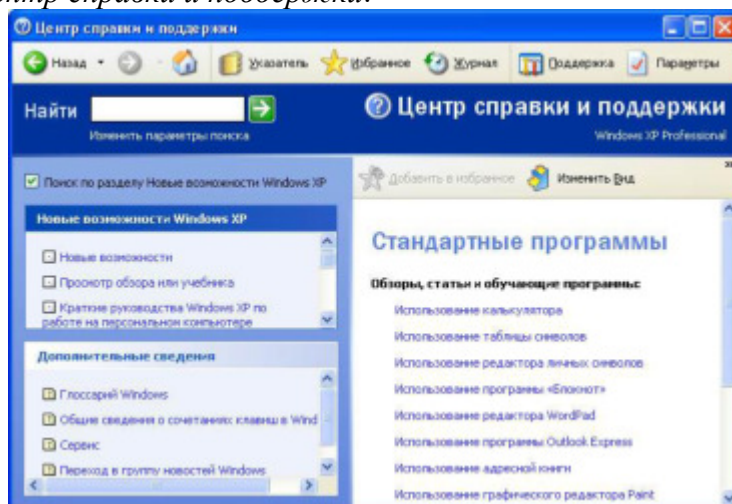 центр справки и поддержки.
Центр справки и поддержки
Назад
Указатель
Избранное
Журнал
Поддержка
Параметры
Найти
Изменить параметры поиска
Центр справки и поддержки
Windows XP Professional
Поиск по разделу Новые возможности Windows XP
Новые возможности Windows XP
Новые возможности
Просмотр обзора или учебника
Краткие руководства Windows XP по
работе на персональном компьютере
Дополнительные сведения
Глоссарий Windows
Общие сведения о сочетаниях клавиш в Wind
Сервис
Переход в группу новостей Windows
Добавить в избранное
Изменить Вид
Стандартные программы
Обзоры, статьи и обучающие программы:
Использование калькулятора
Использование таблицы символов
Использование редактора личных символов
Использование программы «Блокнот»
Использование редактора WordPad
Использование программы Outlook Express
Использование адресной книги
Использование графического редактора Paint